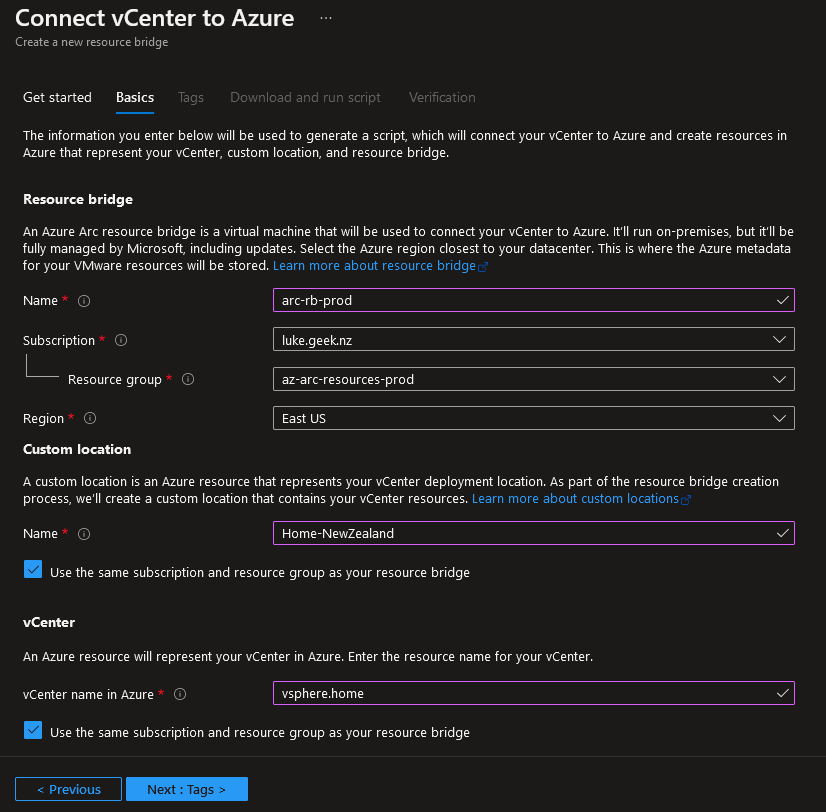 Connect vCenter to Azure ...
Create a new resource bridge
Get started Basics Tags Download and run script Verification
The information you enter below will be used to generate a script, which will connect your vCenter to Azure and create resources in
Azure that represent your vCenter, custom location, and resource bridge.
Resource bridge
An Azure Arc resource bridge is a virtual machine that will be used to connect your vCenter to Azure. It'll run on-premises, but it'll be
fully managed by Microsoft, including updates. Select the Azure region closest to your datacenter. This is where the Azure metadata
for your VMware resources will be stored. Learn more about resource bridge
Name * arc-rb-prod
Subscription * luke.geek.nz
Resource group * az-arc-resources-prod
Region * East US
Custom location
A custom location is an Azure resource that represents your vCenter deployment location. As part of the resource bridge creation
process, we'll create a custom location that contains your vCenter resources. Learn more about custom locations
Name * Home-NewZealand
Use the same subscription and resource group as your resource bridge
vCenter
An Azure resource will represent your vCenter in Azure. Enter the resource name for your vCenter.
vCenter name in Azure * vsphere.home
Use the same subscription and resource group as your resource bridge
< Previous Next : Tags >